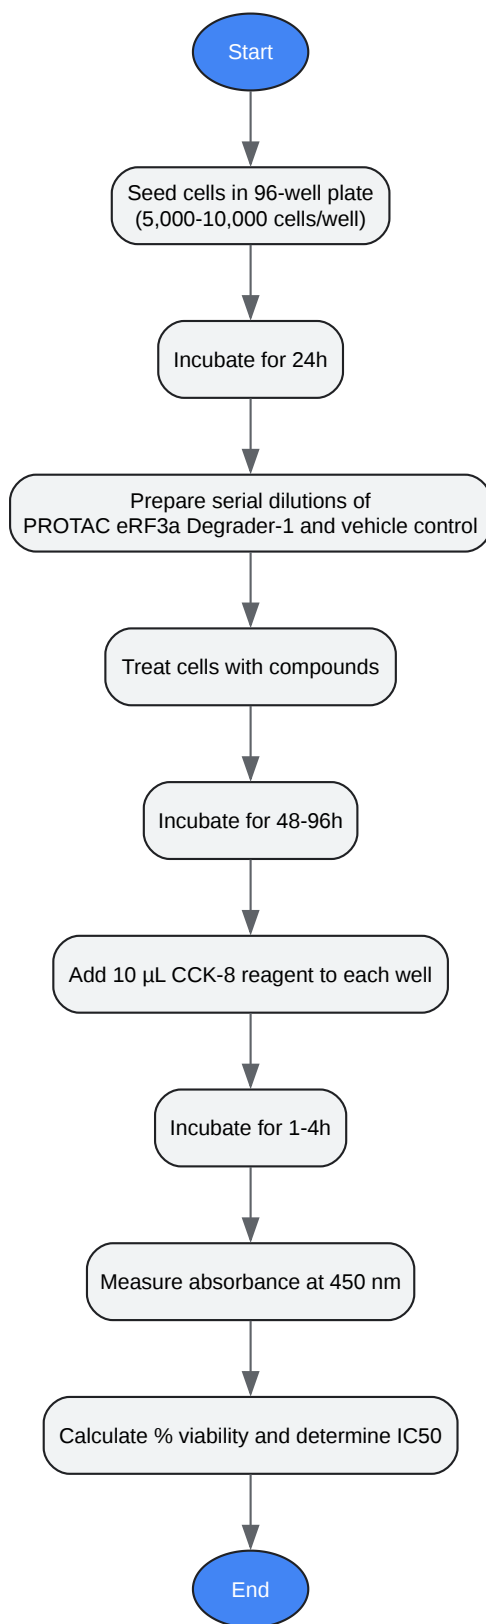 Start
Seed cells in 96-well plate
(5,000-10,000 cells/well)
Incubate for 24h
Prepare serial dilutions of
PROTAC eRF3a Degrader-1 and vehicle control
Treat cells with compounds
Incubate for 48-96h
Add 10 µL CCK-8 reagent to each well
Incubate for 1-4h
Measure absorbance at 450 nm
Calculate % viability and determine IC50
End